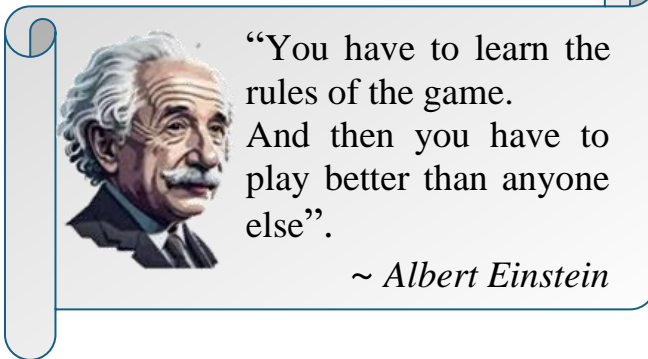 “You have to learn the
rules of the game.
And then you have to
play better than anyone
else”.
~ Albert Einstein